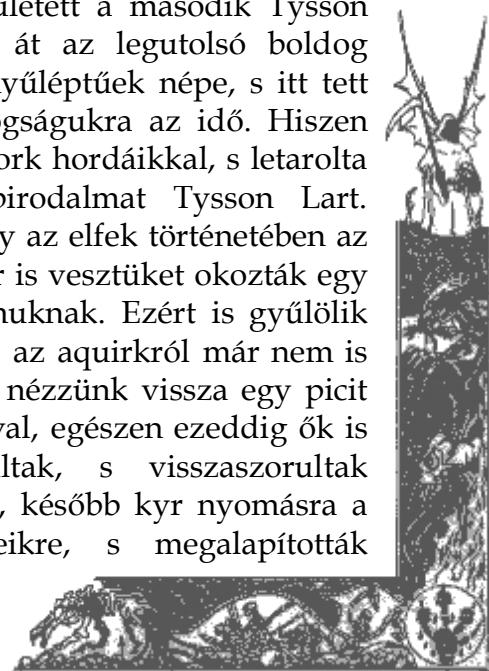 ületett a második Tysson
át az legutolsó boldog
nyűléptűek népe, s itt tett
ogságukra az idő. Hiszen
ork hordáikkal, s letarolta
birodalmat Tysson Lart.
y az elfek történetében az
r is vesztüket okozták egy
nuknak. Ezért is gyűlölik
az aquirkról már nem is
nézzünk vissza egy picit
val, egészen ezeddig ők is
ltak, s visszaszorultak
, később kyr nyomásra a
eikre, s megalapították